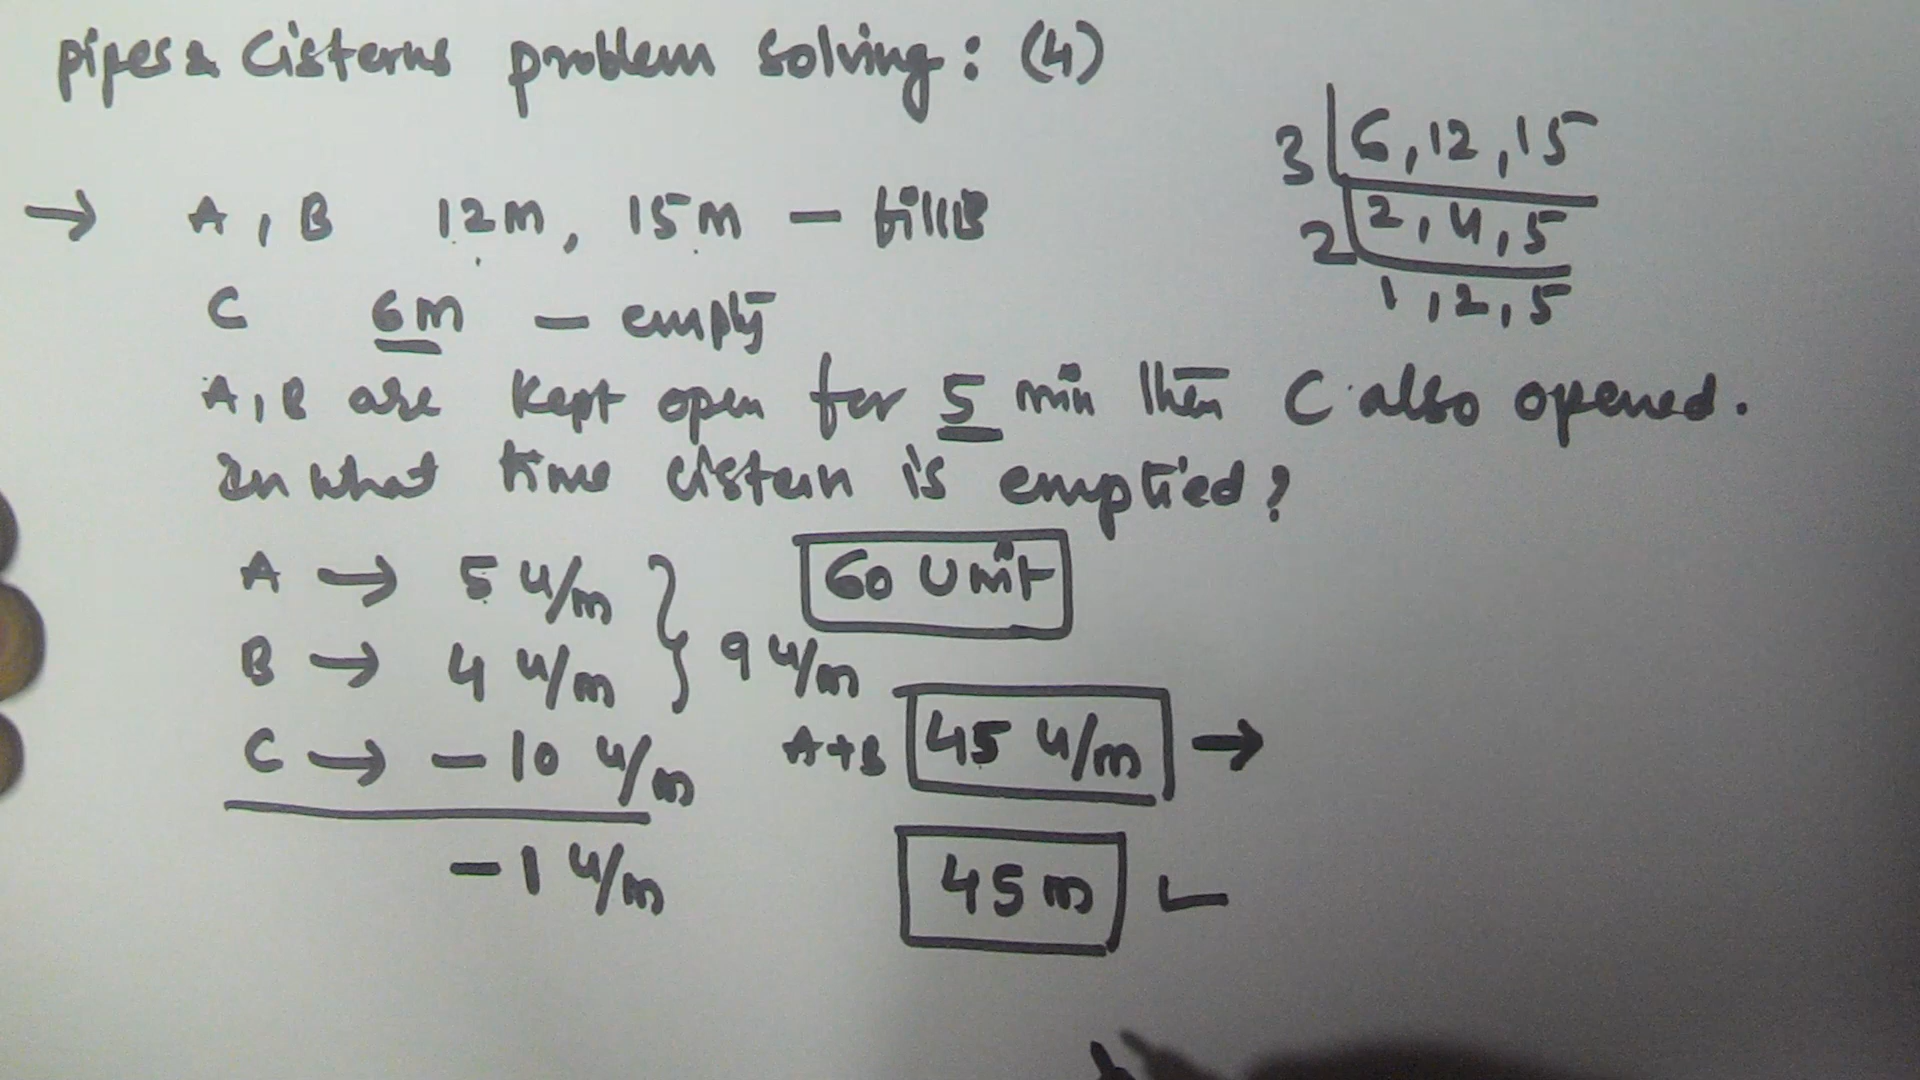 pipes & Cisterns problem solving: (4)
3 | 6, 12, 15
2 | 2, 4, 5
1, 2, 5
→ A, B 12m, 15m -
C 6m - empty
A, B are kept open for 5 min then C also opened.
In what time cistern is emptied?
A → 5 u/m
60 Unit
B → 4 u/m
9 u/m
C → - 10 u/m
A+B 45 u/m →
- 1 u/m
45 m